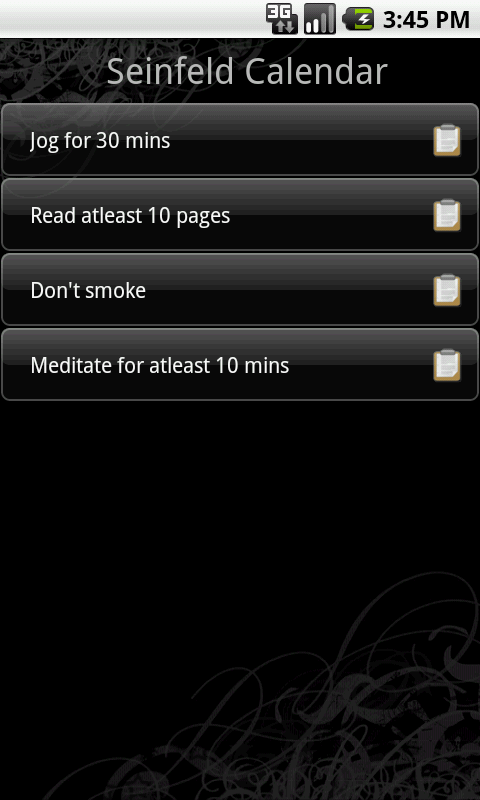 3G 3:45 PM
Seinfeld Calendar
Jog for 30 mins
Read atleast 10 pages
Don't smoke
Meditate for atleast 10 mins